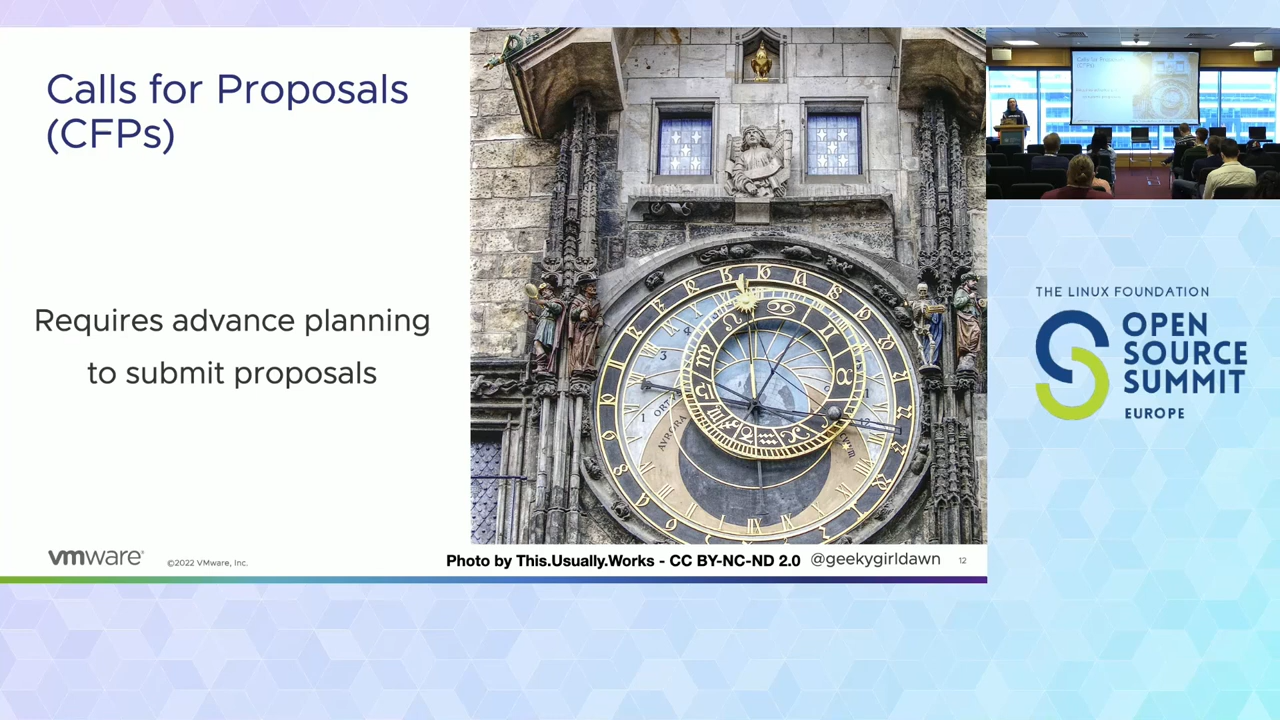 Calls for Proposals
(CFPs)
Requires advance planning
to submit proposals
vmware®
©2022 VMware, Inc.
Photo by This.Usually.Works - CC BY-NC-ND 2.0
@geekygirldawn
12
THE LINUX FOUNDATION
OPEN
SOURCE
SUMMIT
EUROPE